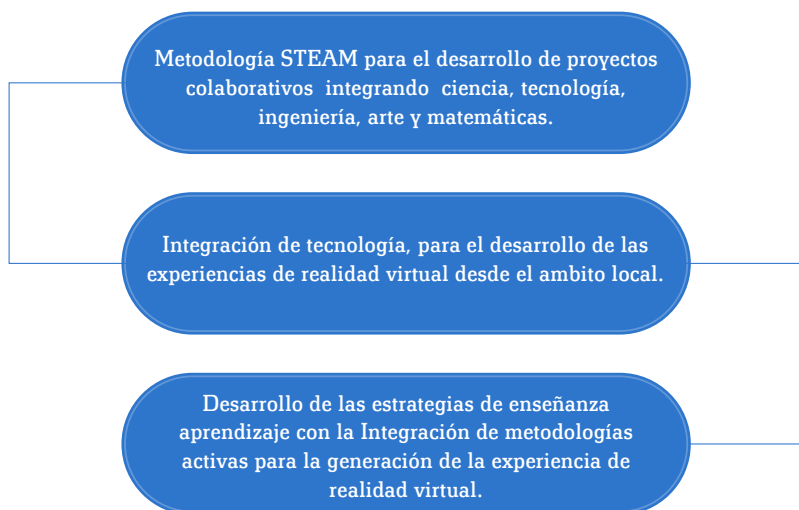 Metodología STEAM para el desarrollo de proyectos
colaborativos integrando ciencia, tecnología,
ingeniería, arte y matemáticas.
Integración de tecnología, para el desarrollo de las
experiencias de realidad virtual desde el ambito local.
Desarrollo de las estrategias de enseñanza
aprendizaje con la Integración de metodologías
activas para la generación de la experiencia de
realidad virtual.